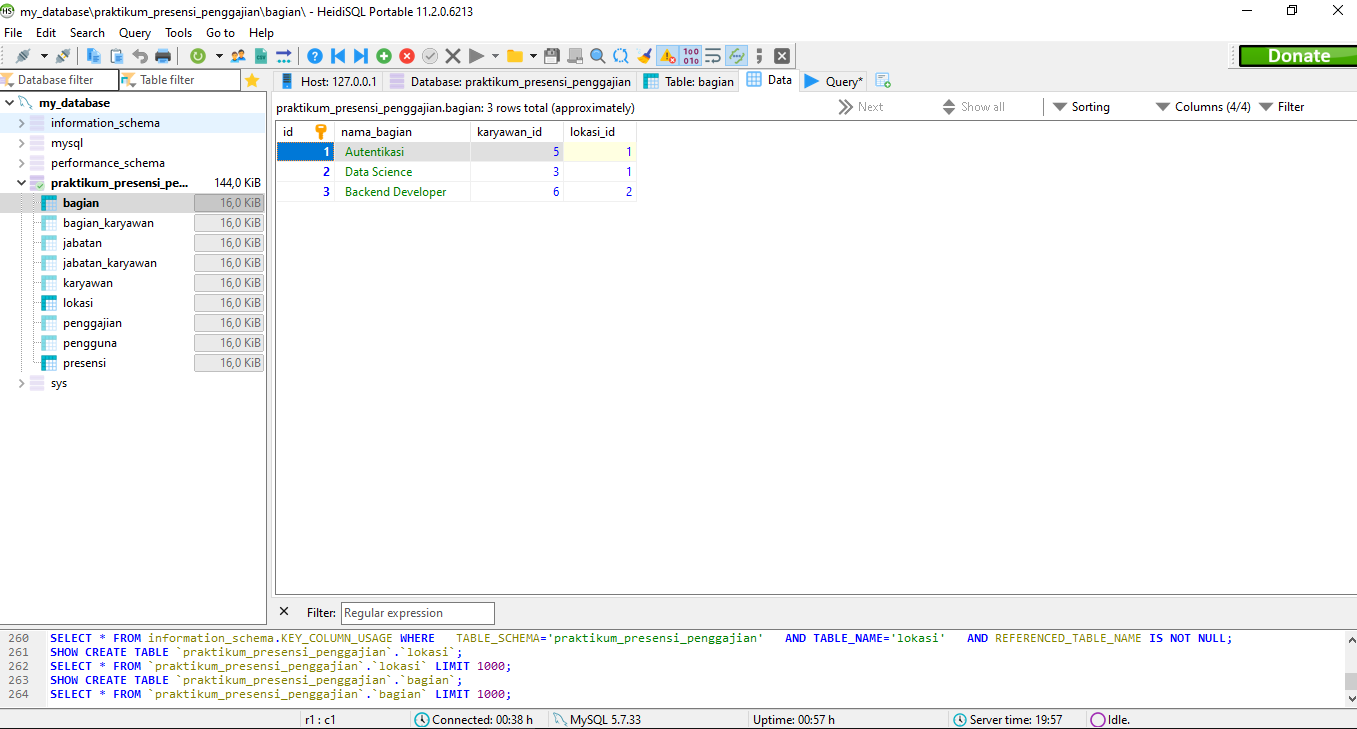 my_database\praktikum_presensi_penggajian\bagian\ - HeidiSQL Portable 11.2.0.6213
File Edit Search Query Tools Go to Help
Donate
Database filter Table filter
Host: 127.0.0.1 Database: praktikum_presensi_penggajian Table: bagian Data Query*
my_database
information_schema
mysql
performance_schema
praktikum_presensi_pe... 144,0 KiB
bagian 16,0 KiB
bagian_karyawan 16,0 KiB
jabatan 16,0 KiB
jabatan_karyawan 16,0 KiB
karyawan 16,0 KiB
lokasi 16,0 KiB
penggajian 16,0 KiB
pengguna 16,0 KiB
presensi 16,0 KiB
sys
praktikum_presensi_penggajian.bagian: 3 rows total (approximately) Next Show all Sorting Columns (4/4) Filter
id nama_bagian karyawan_id lokasi_id
1 Autentikasi 5 1
2 Data Science 3 1
3 Backend Developer 6 2
Filter: Regular expression
260 SELECT * FROM information_schema.KEY_COLUMN_USAGE WHERE TABLE_SCHEMA='praktikum_presensi_penggajian' AND TABLE_NAME='lokasi' AND REFERENCED_TABLE_NAME IS NOT NULL;
261 SHOW CREATE TABLE `praktikum_presensi_penggajian`.`lokasi`;
262 SELECT * FROM `praktikum_presensi_penggajian`.`lokasi` LIMIT 1000;
263 SHOW CREATE TABLE `praktikum_presensi_penggajian`.`bagian`;
264 SELECT * FROM `praktikum_presensi_penggajian`.`bagian` LIMIT 1000;
r1 : c1 Connected: 00:38 h MySQL 5.7.33 Uptime: 00:57 h Server time: 19:57 Idle.